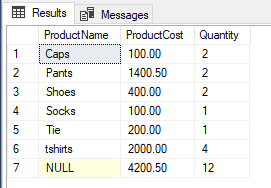 Results Messages
ProductName ProductCost Quantity
1 Caps 100.00 2
2 Pants 1400.50 2
3 Shoes 400.00 2
4 Socks 100.00 1
5 Tie 200.00 1
6 tshirts 2000.00 4
7 NULL 4200.50 12